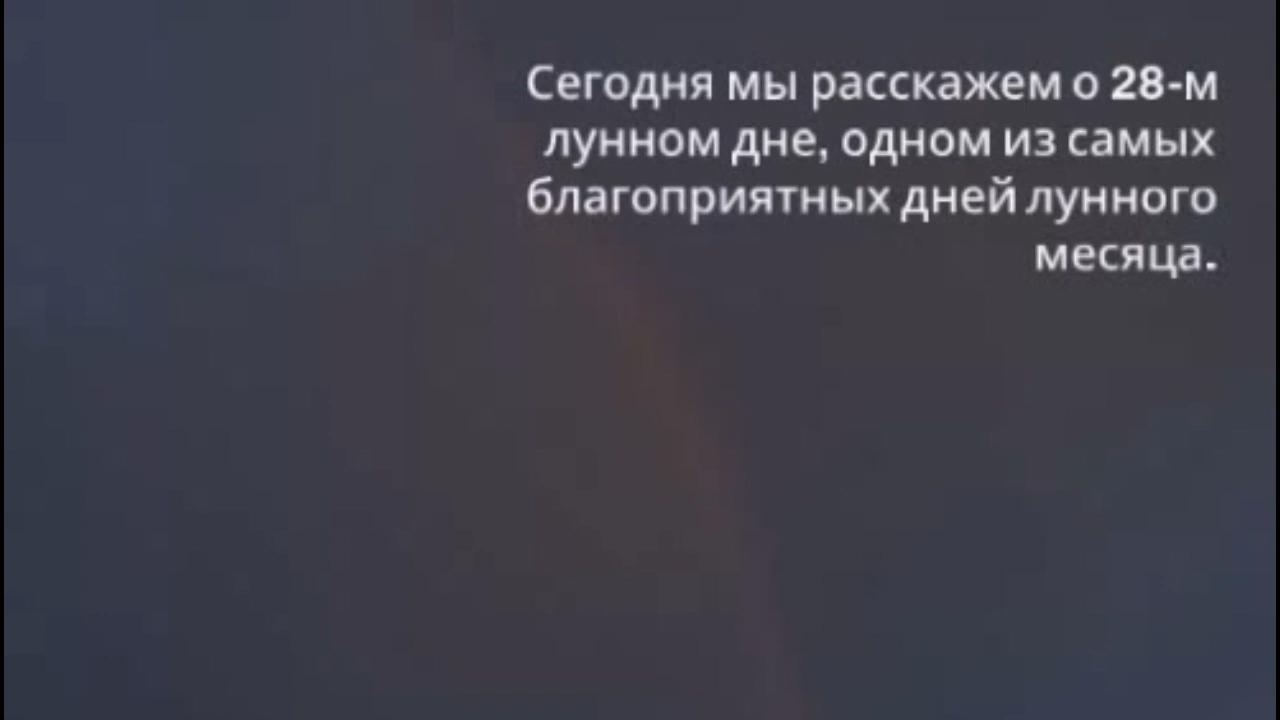 Сегодня мы расскажем о 28-м
лунном дне, одном из самых
благоприятных дней лунного
месяца.